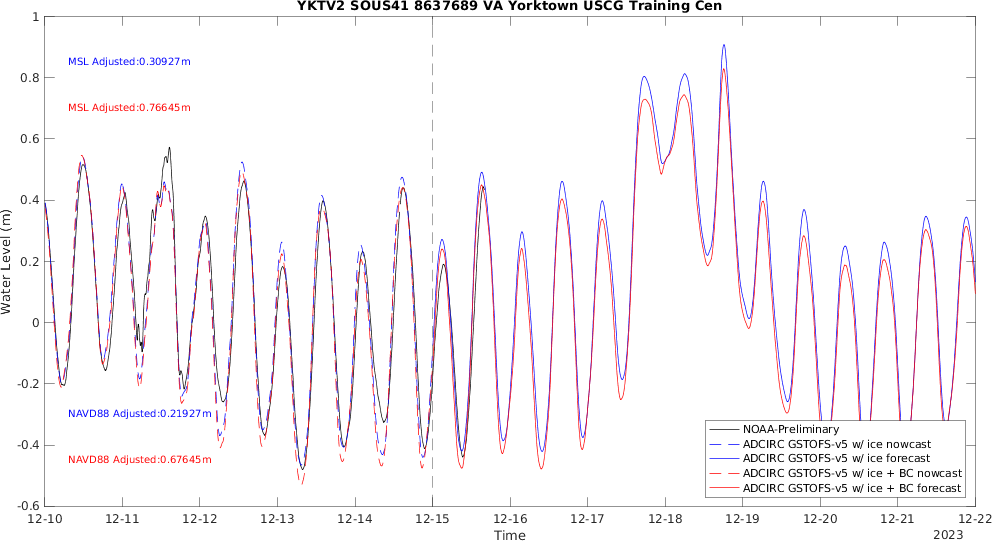 YKTV2 SOUS41 8637689 VA Yorktown USCG Training Cen
MSL Adjusted:0.30927m
MSL Adjusted:0.76645m
NAVD88 Adjusted:0.21927m
NAVD88 Adjusted:0.67645m
Water Level (m)
1
0.8
0.6
0.4
0.2
0
-0.2
-0.4
-0.6
NOAA-Preliminary
ADCIRC GSTOFS-v5 w/ ice nowcast
ADCIRC GSTOFS-v5 w/ ice forecast
ADCIRC GSTOFS-v5 w/ ice + BC nowcast
ADCIRC GSTOFS-v5 w/ ice + BC forecast
12-10 12-11 12-12 12-13 12-14 12-15 12-16 12-17 12-18 12-19 12-20 12-21 12-22
Time
2023